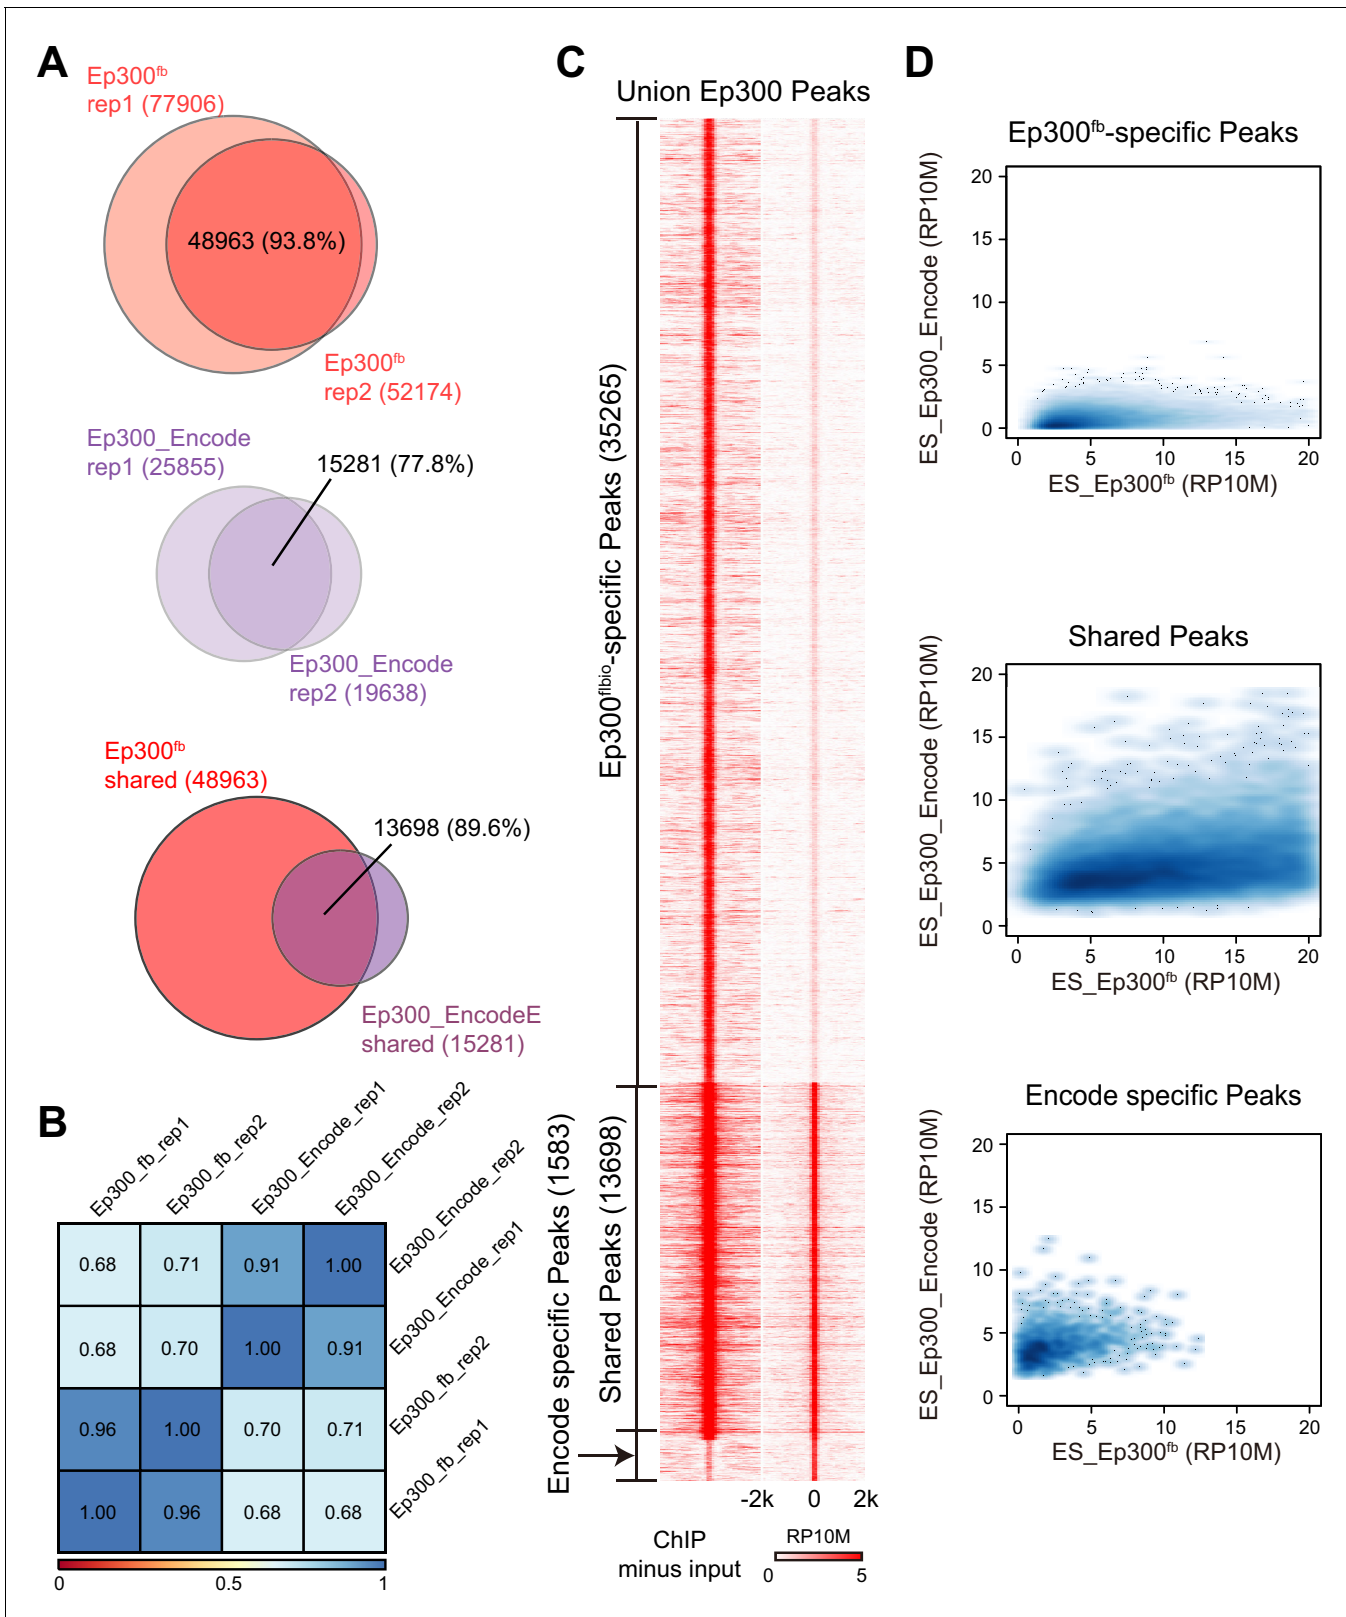 A
Ep300fb
rep1 (77906)
48963 (93.8%)
Ep300fb
rep2 (52174)
Ep300_Encode
rep1 (25855)
15281 (77.8%)
Ep300_Encode
rep2 (19638)
Ep300fb
shared (48963)
13698 (89.6%)
Ep300_EncodeE
shared (15281)
B
Ep300_fb_rep1
Ep300_fb_rep2
Ep300_Encode_rep1
Ep300_Encode_rep2
0.68 0.71 0.91 1.00
Ep300_Encode_rep2
0.68 0.70 1.00 0.91
Ep300_Encode_rep1
0.96 1.00 0.70 0.71
Ep300_fb_rep2
1.00 0.96 0.68 0.68
Ep300_fb_rep1
0 0.5 1
C
Union Ep300 Peaks
Ep300flbio-specific Peaks (35265)
Shared Peaks (13698)
Encode specific Peaks (1583)
-2k 0 2k
ChIP
minus input
RP10M
0 5
D
Ep300fb-specific Peaks
ES_Ep300_Encode (RP10M)
20
15
10
5
0
0 5 10 15 20
ES_Ep300fb (RP10M)
Shared Peaks
ES_Ep300_Encode (RP10M)
20
15
10
5
0
0 5 10 15 20
ES_Ep300fb (RP10M)
Encode specific Peaks
ES_Ep300_Encode (RP10M)
20
15
10
5
0
0 5 10 15 20
ES_Ep300fb (RP10M)